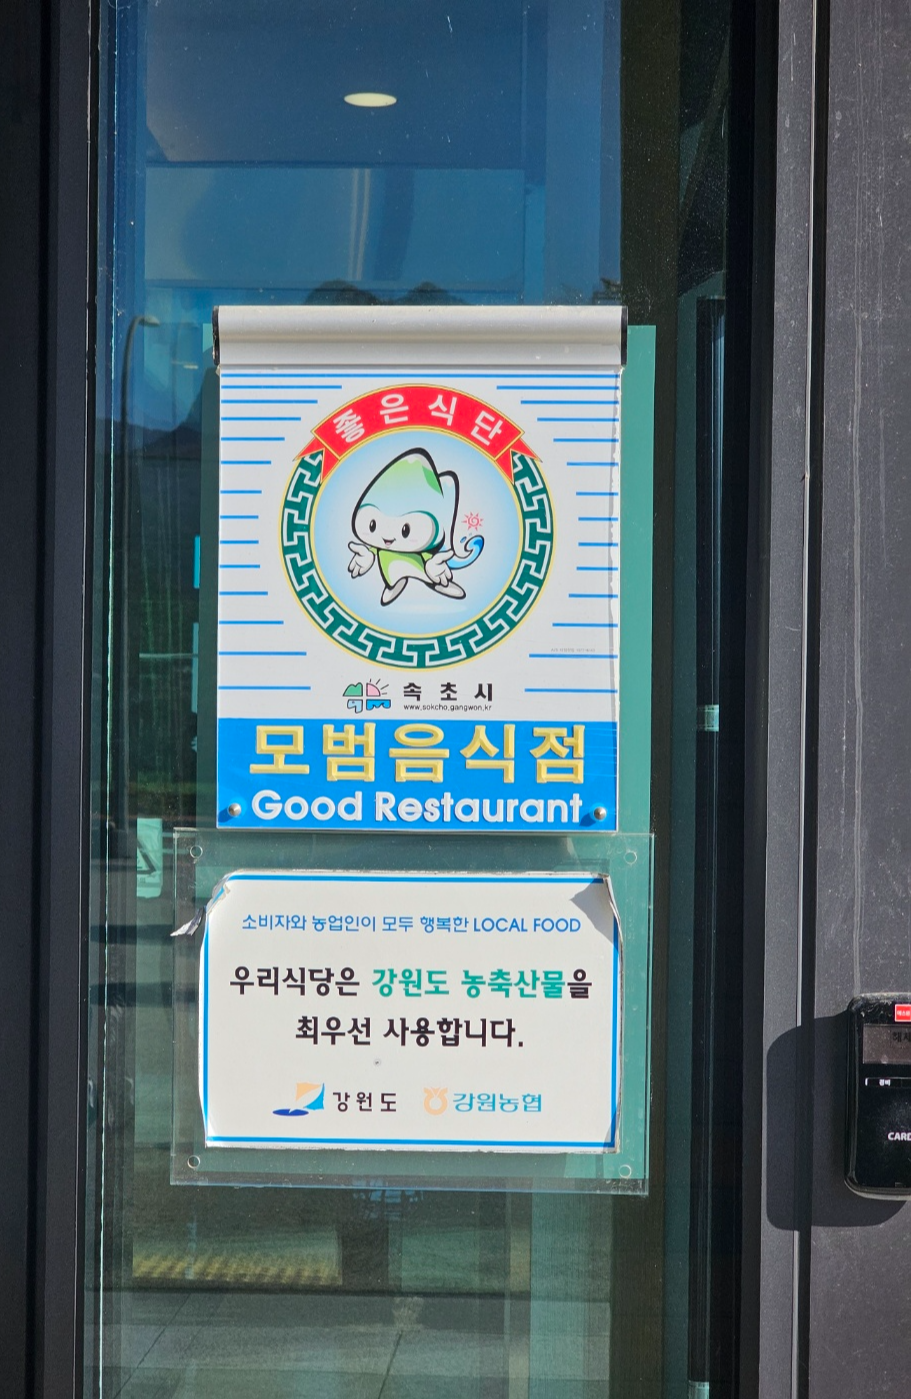 좋은식단
속초시
www.sokcho.gangwon.kr
모범음식점
Good Restaurant
소비자와 농업인이 모두 행복한 LOCAL FOOD
우리식당은 강원도 농축산물을
최우선 사용합니다.
강원도 강원농협
CARD